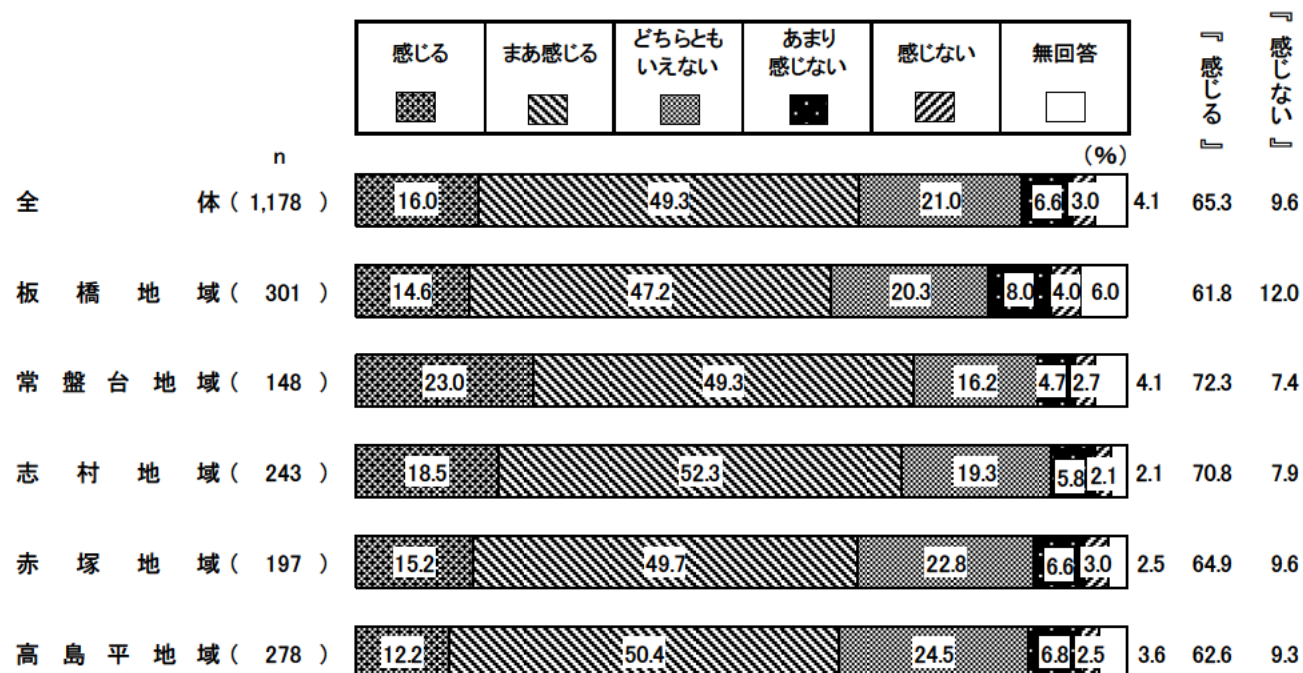 感じる まあ感じる どちらとも いえない あまり 感じない 感じない 無回答 『感じる』 『感じない』
n (%)
全体 ( 1,178 ) 16.0 49.3 21.0 6.6 3.0 4.1 65.3 9.6
板橋地域 ( 301 ) 14.6 47.2 20.3 8.0 4.0 6.0 61.8 12.0
常盤台地域 ( 148 ) 23.0 49.3 16.2 4.7 2.7 4.1 72.3 7.4
志村地域 ( 243 ) 18.5 52.3 19.3 5.8 2.1 2.1 70.8 7.9
赤塚地域 ( 197 ) 15.2 49.7 22.8 6.6 3.0 2.5 64.9 9.6
高島平地域 ( 278 ) 12.2 50.4 24.5 6.8 2.5 3.6 62.6 9.3